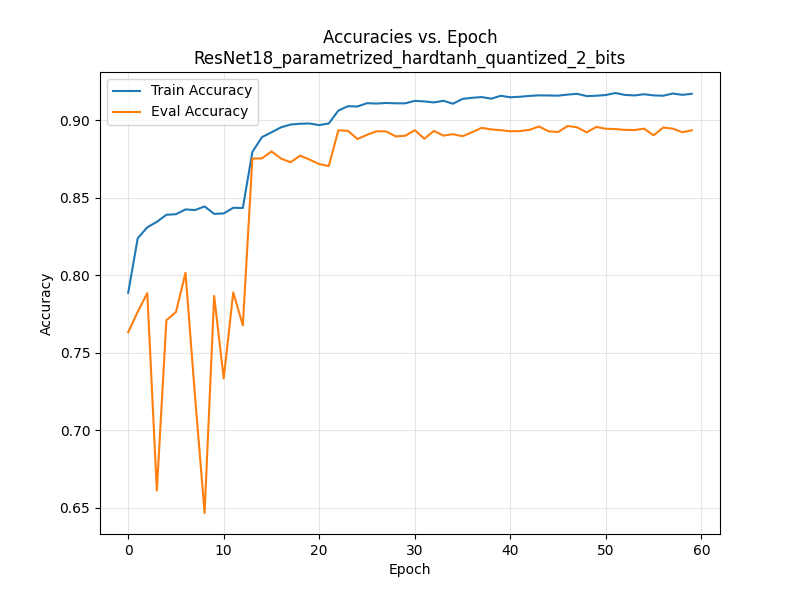 Accuracies vs. Epoch
ResNet18_parametrized_hardtanh_quantized_2_bits
Train Accuracy
Eval Accuracy
0.90
0.85
0.80
0.75
0.70
0.65
Accuracy
0 10 20 30 40 50 60
Epoch